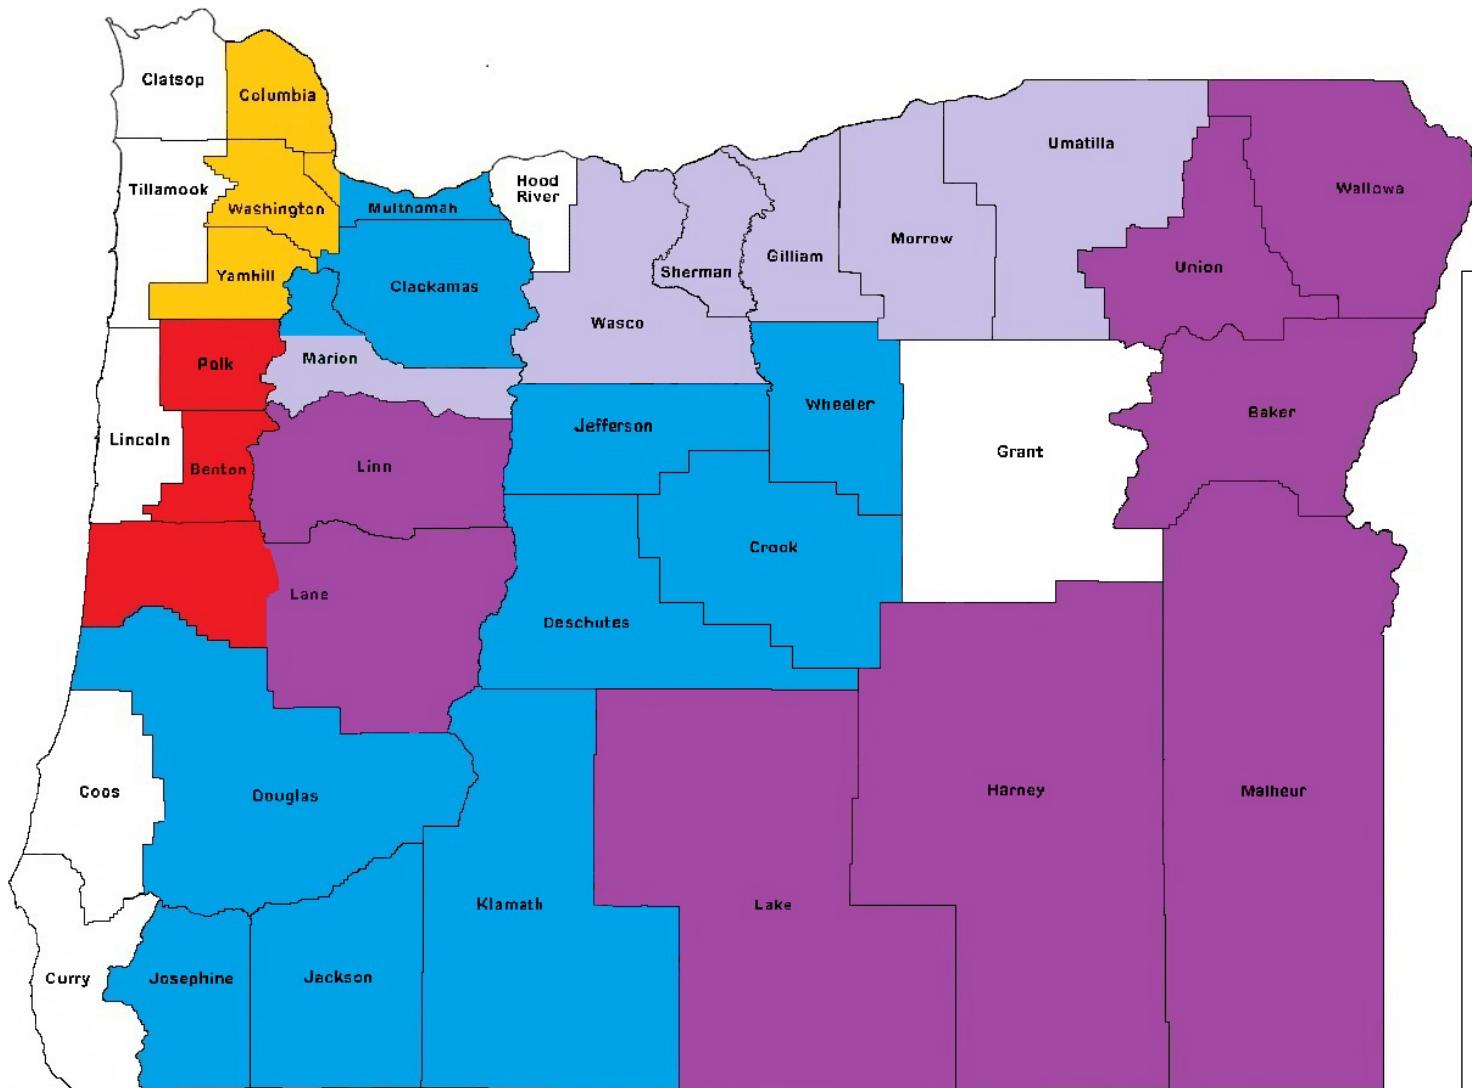 Clatsop
Columbia
Tillamook
Washington
Yamhill
Multnomah
Hood
River
Clackamas
Wasco
Sherman
Gilliam
Morrow
Umatilla
Union
Wallowa
Polk
Marion
Lincoln
Benton
Linn
Jefferson
Wheeler
Grant
Baker
Lane
Deschutes
Crook
Coos
Douglas
Harney
Malheur
Klamath
Lake
Curry
Josephine
Jackson